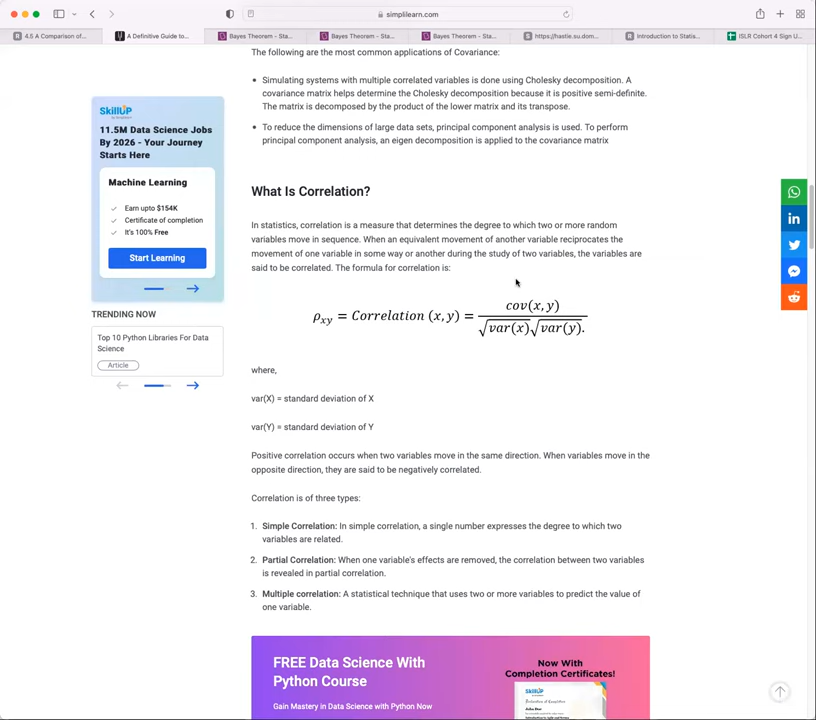 simplilearn.com
4.5 A Comparison of...
A Definitive Guide to...
Bayes Theorem - Sta...
Bayes Theorem - Sta...
Bayes Theorem - Sta...
https://hastie.su.dom...
Introduction to Statis...
ISLR Cohort 4 Sign U...
The following are the most common applications of Covariance:
Simulating systems with multiple correlated variables is done using Cholesky decomposition. A
covariance matrix helps determine the Cholesky decomposition because it is positive semi-definite.
The matrix is decomposed by the product of the lower matrix and its transpose.
To reduce the dimensions of large data sets, principal component analysis is used. To perform
principal component analysis, an eigen decomposition is applied to the covariance matrix
SkillUP
11.5M Data Science Jobs
By 2026 - Your Journey
Starts Here
Machine Learning
Earn upto $154K
Certificate of completion
It's 100% Free
Start Learning
TRENDING NOW
Top 10 Python Libraries For Data
Science
Article
What Is Correlation?
In statistics, correlation is a measure that determines the degree to which two or more random
variables move in sequence. When an equivalent movement of another variable reciprocates the
movement of one variable in some way or another during the study of two variables, the variables are
said to be correlated. The formula for correlation is:
ρxy = Correlation (x, y) = cov(x, y) / √var(x)√var(y).
where,
var(X) = standard deviation of X
var(Y) = standard deviation of Y
Positive correlation occurs when two variables move in the same direction. When variables move in the
opposite direction, they are said to be negatively correlated.
Correlation is of three types:
1. Simple Correlation: In simple correlation, a single number expresses the degree to which two
variables are related.
2. Partial Correlation: When one variable's effects are removed, the correlation between two variables
is revealed in partial correlation.
3. Multiple correlation: A statistical technique that uses two or more variables to predict the value of
one variable.
FREE Data Science With
Python Course
Gain Mastery in Data Science with Python Now
Now With
Completion Certificates!
SkillUP